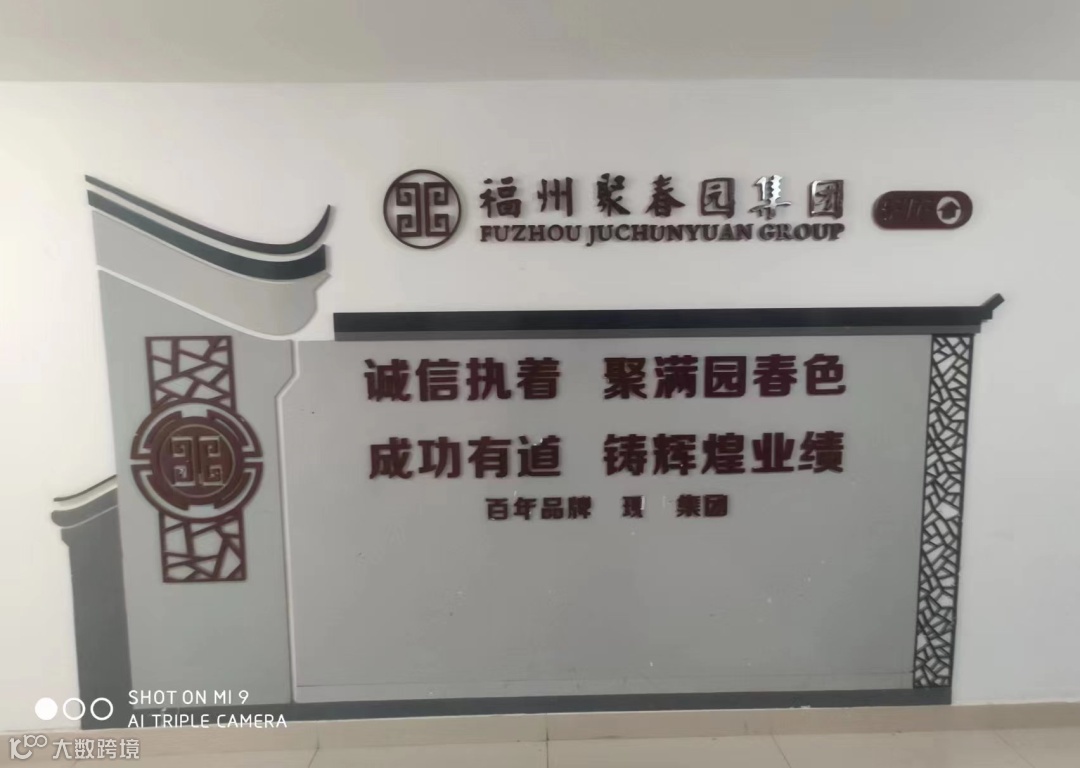 福州聚春园集团
FUZHOU JUCHUNYUAN GROUP
诚信执着 聚满园春色
成功有道 铸辉煌业绩
百年品牌 现 集团
SHOT ON MI 9
AI TRIPLE CAMERA
大数跨境